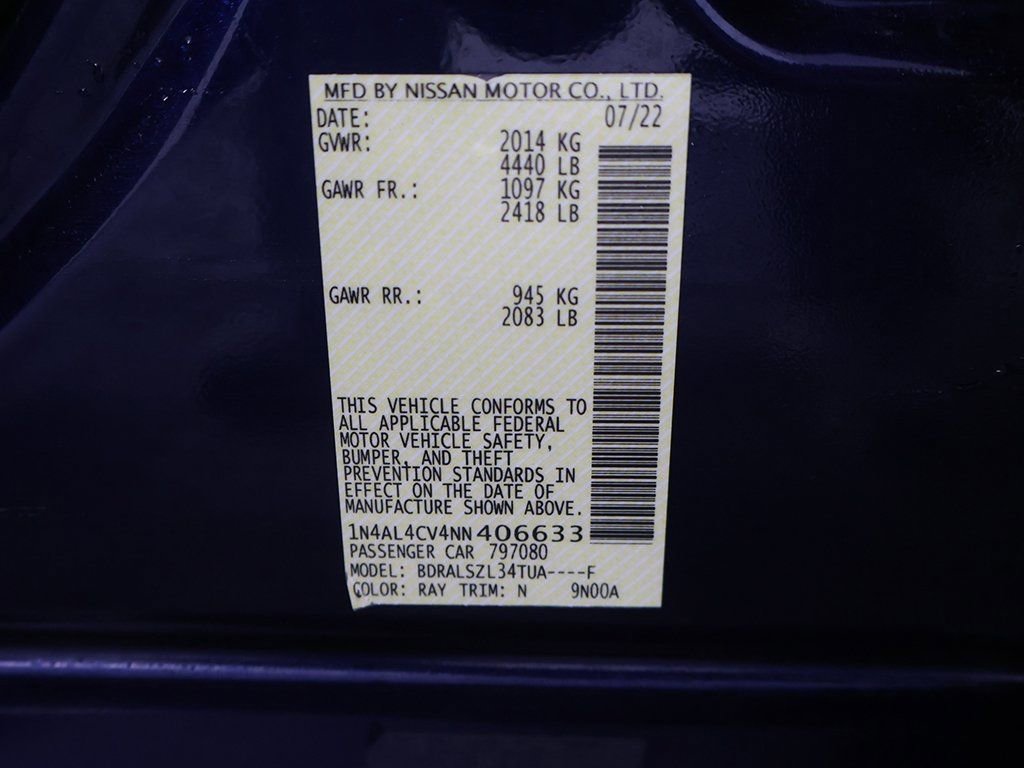 MFD BY NISSAN MOTOR CO., LTD.
DATE: 07/22
GVWR: 2014 KG
4440 LB
GAWR FR.: 1097 KG
2418 LB
GAWR RR.: 945 KG
2083 LB
THIS VEHICLE CONFORMS TO
ALL APPLICABLE FEDERAL
MOTOR VEHICLE SAFETY,
BUMPER, AND THEFT
PREVENTION STANDARDS IN
EFFECT ON THE DATE OF
MANUFACTURE SHOWN ABOVE.
1N4AL4CV4NN406633
PASSENGER CAR 797080
MODEL: BDRALSZL34TUA----F
COLOR: RAY TRIM: N 9N00A